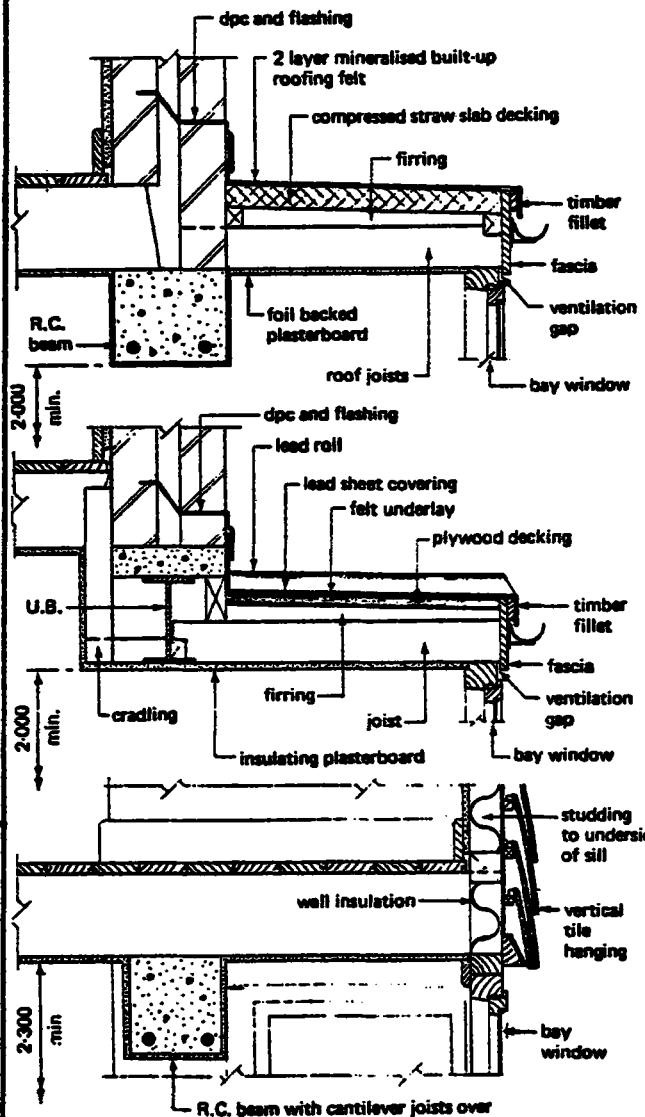 dpc and flashing
2 layer mineralised built-up
roofing felt
compressed straw slab decking
firring
timber
fillet
fascia
ventilation
gap
R.C.
beam
foil backed
plasterboard
roof joists
bay window
2·000
min.
dpc and flashing
lead roll
lead sheet covering
felt underlay
plywood decking
U.B.
timber
fillet
fascia
ventilation
gap
cradling
firring
joist
bay window
insulating plasterboard
2·000
min.
studding
to undersi
of sill
wall insulation
vertical
tile
hanging
2·300
min
bay
window
R.C. beam with cantilever joists over